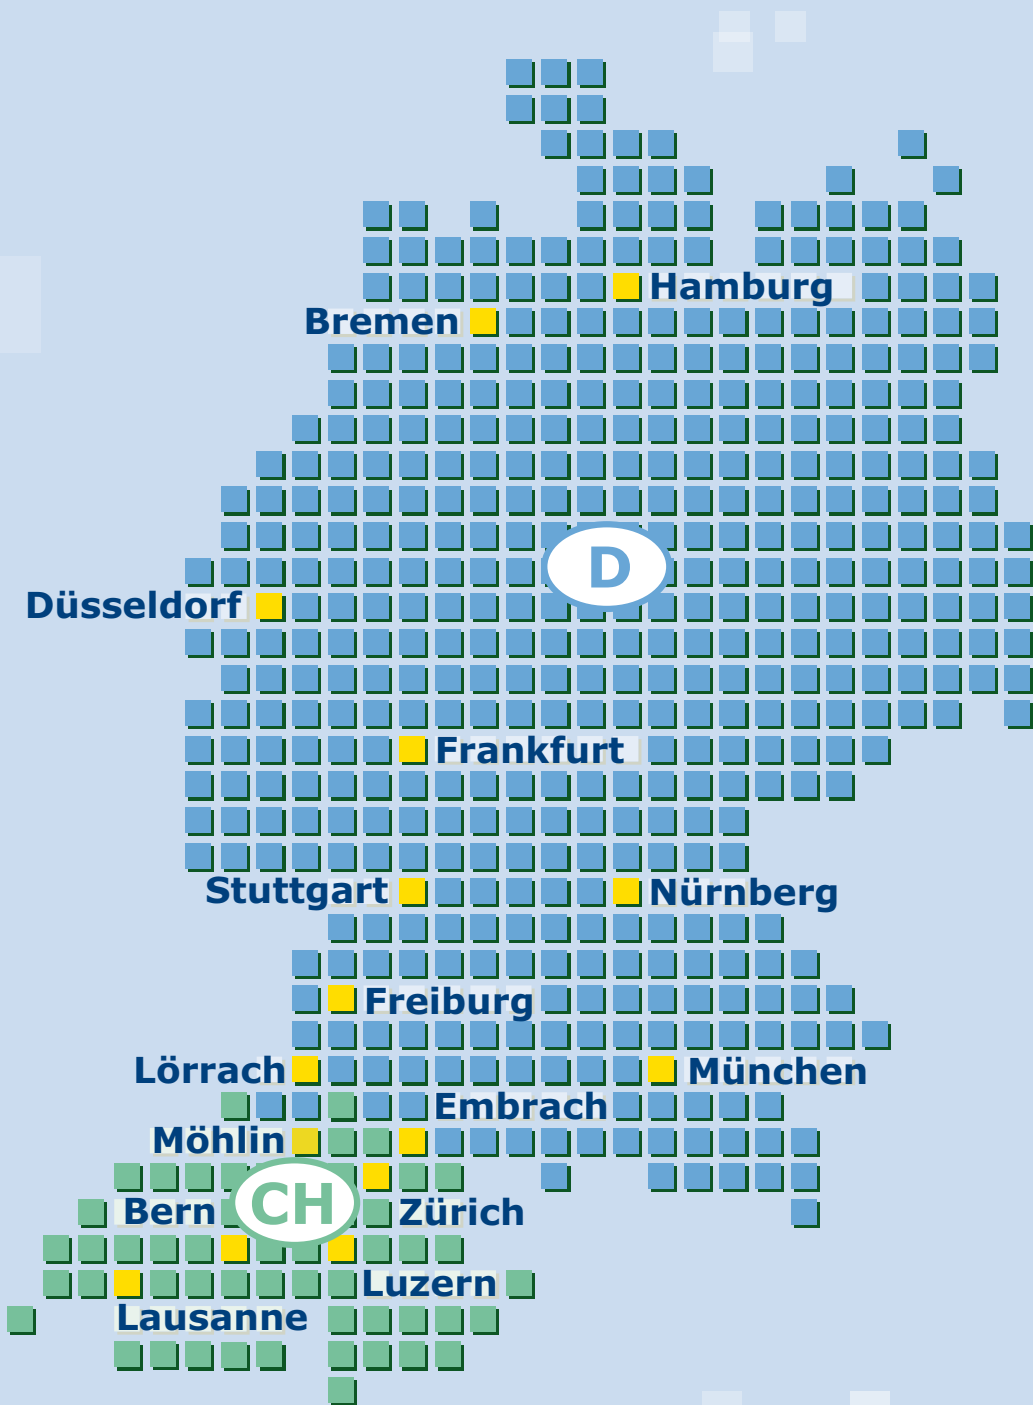 Hamburg
Bremen
D
Düsseldorf
Frankfurt
Stuttgart
Nürnberg
Freiburg
Lörrach
München
Embrach
Möhlin
CH
Bern
Zürich
Luzern
Lausanne